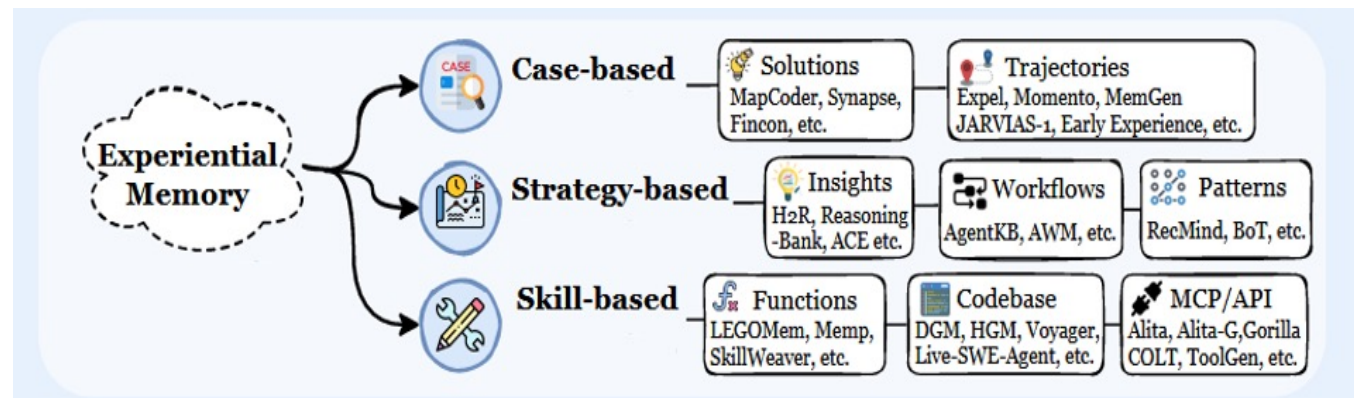 Experiential
Memory
CASE
Case-based
Solutions
MapCoder, Synapse,
Fincon, etc.
Trajectories
Expel, Momento, MemGen
JARVIAS-1, Early Experience, etc.
Strategy-based
Insights
H2R, Reasoning
-Bank, ACE etc.
Workflows
AgentKB, AWM, etc.
Patterns
RecMind, BoT, etc.
Skill-based
fx Functions
LEGOMem, Memp,
SkillWeaver, etc.
Codebase
DGM, HGM, Voyager,
Live-SWE-Agent, etc.
MCP/API
Alita, Alita-G,Gorilla
COLT, ToolGen, etc.